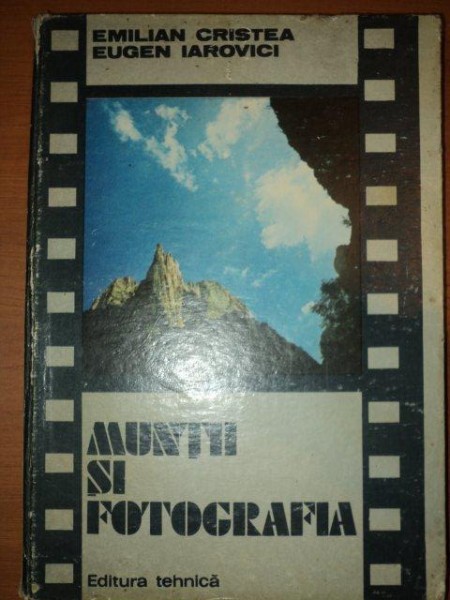 EMILIAN CRISTEA
EUGEN IAROVICI
MUNȚII
ȘI
FOTOGRAFIA
Editura tehnică